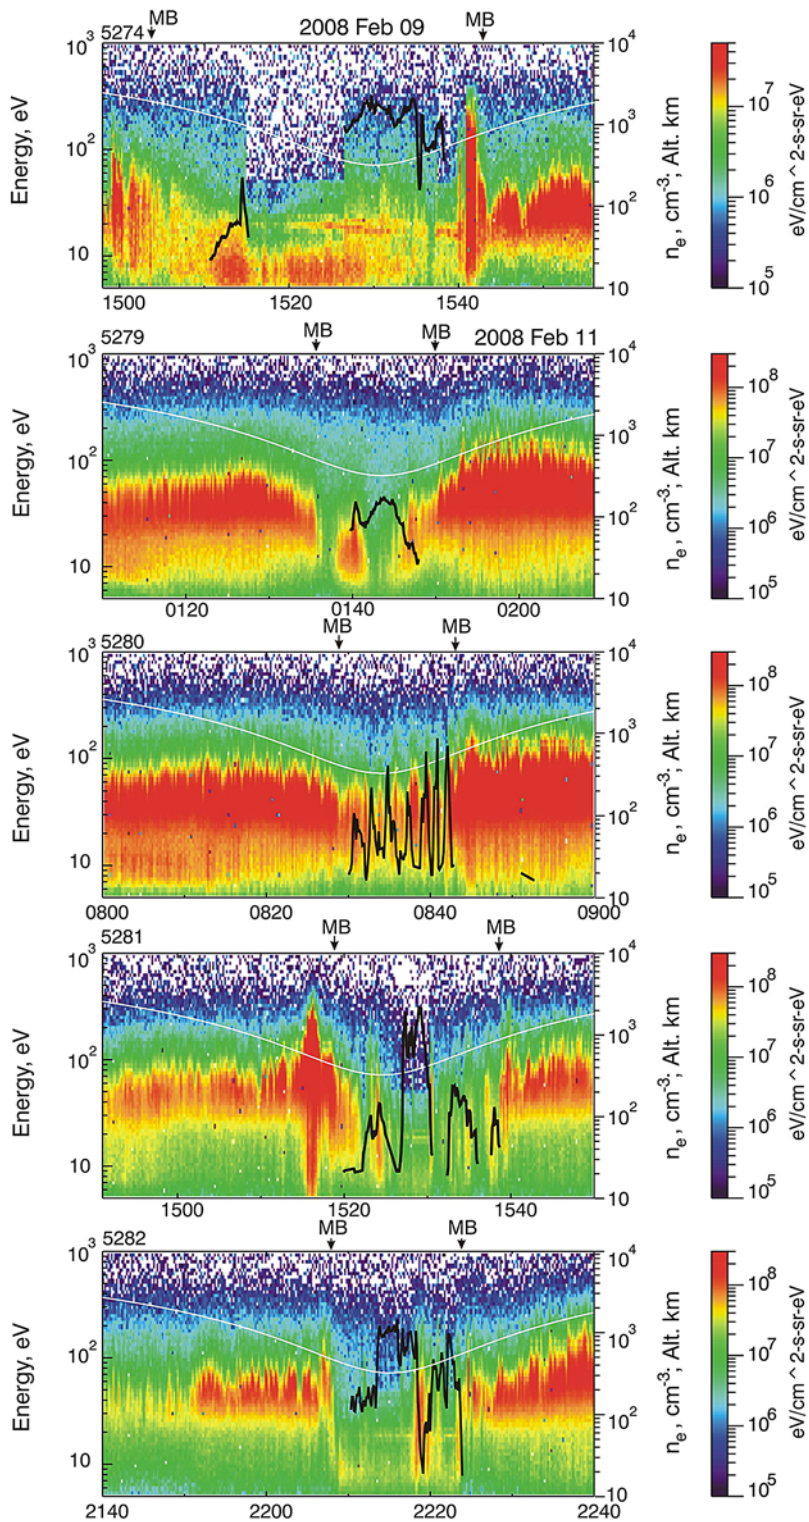 MB MB
5274 2008 Feb 09
10^3 10^4
10^2 10^3 10^7
10^2 10^6
10 10 10^5
Energy, eV n_e, cm^-3; Alt. km eV/cm^2-s-sr-eV
1500 1520 1540
MB MB
5279 2008 Feb 11
10^3 10^4
10^8
10^2 10^3 10^7
10^2 10^6
10 10 10^5
Energy, eV n_e, cm^-3; Alt. km eV/cm^2-s-sr-eV
0120 0140 0200
MB MB
5280
10^3 10^4
10^8
10^2 10^3 10^7
10^2 10^6
10 10 10^5
Energy, eV n_e, cm^-3; Alt. km eV/cm^2-s-sr-eV
0800 0820 0840 0900
MB MB
5281
10^3 10^4
10^8
10^2 10^3 10^7
10^2 10^6
10 10 10^5
Energy, eV n_e, cm^-3; Alt. km eV/cm^2-s-sr-eV
1500 1520 1540
MB MB
5282
10^3 10^4
10^8
10^2 10^3 10^7
10^2 10^6
10 10 10^5
Energy, eV n_e, cm^-3; Alt. km eV/cm^2-s-sr-eV
2140 2200 2220 2240